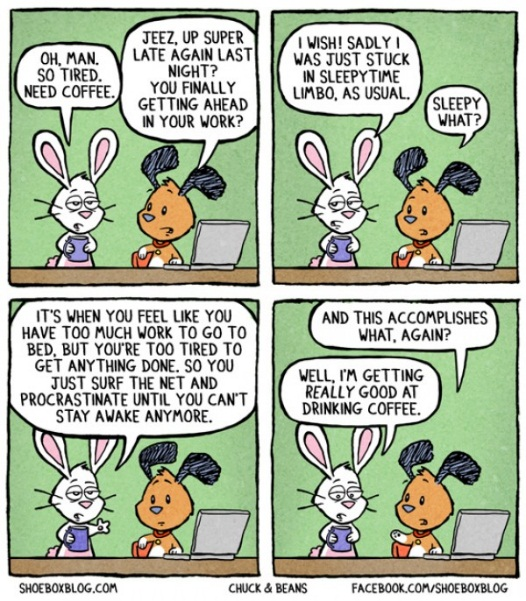 OH, MAN.
SO TIRED.
NEED COFFEE.
JEEZ, UP SUPER
LATE AGAIN LAST
NIGHT?
YOU FINALLY
GETTING AHEAD
IN YOUR WORK?
I WISH! SADLY I
WAS JUST STUCK
IN SLEEPYTIME
LIMBO, AS USUAL.
SLEEPY
WHAT?
IT'S WHEN YOU FEEL LIKE YOU
HAVE TOO MUCH WORK TO GO TO
BED, BUT YOU'RE TOO TIRED TO
GET ANYTHING DONE. SO YOU
JUST SURF THE NET AND
PROCRASTINATE UNTIL YOU CAN'T
STAY AWAKE ANYMORE.
AND THIS ACCOMPLISHES
WHAT, AGAIN?
WELL, I'M GETTING
REALLY GOOD AT
DRINKING COFFEE.
SHOEBOXBLOG.COM
CHUCK & BEANS
FACEBOOK.COM/SHOEBOXBLOG